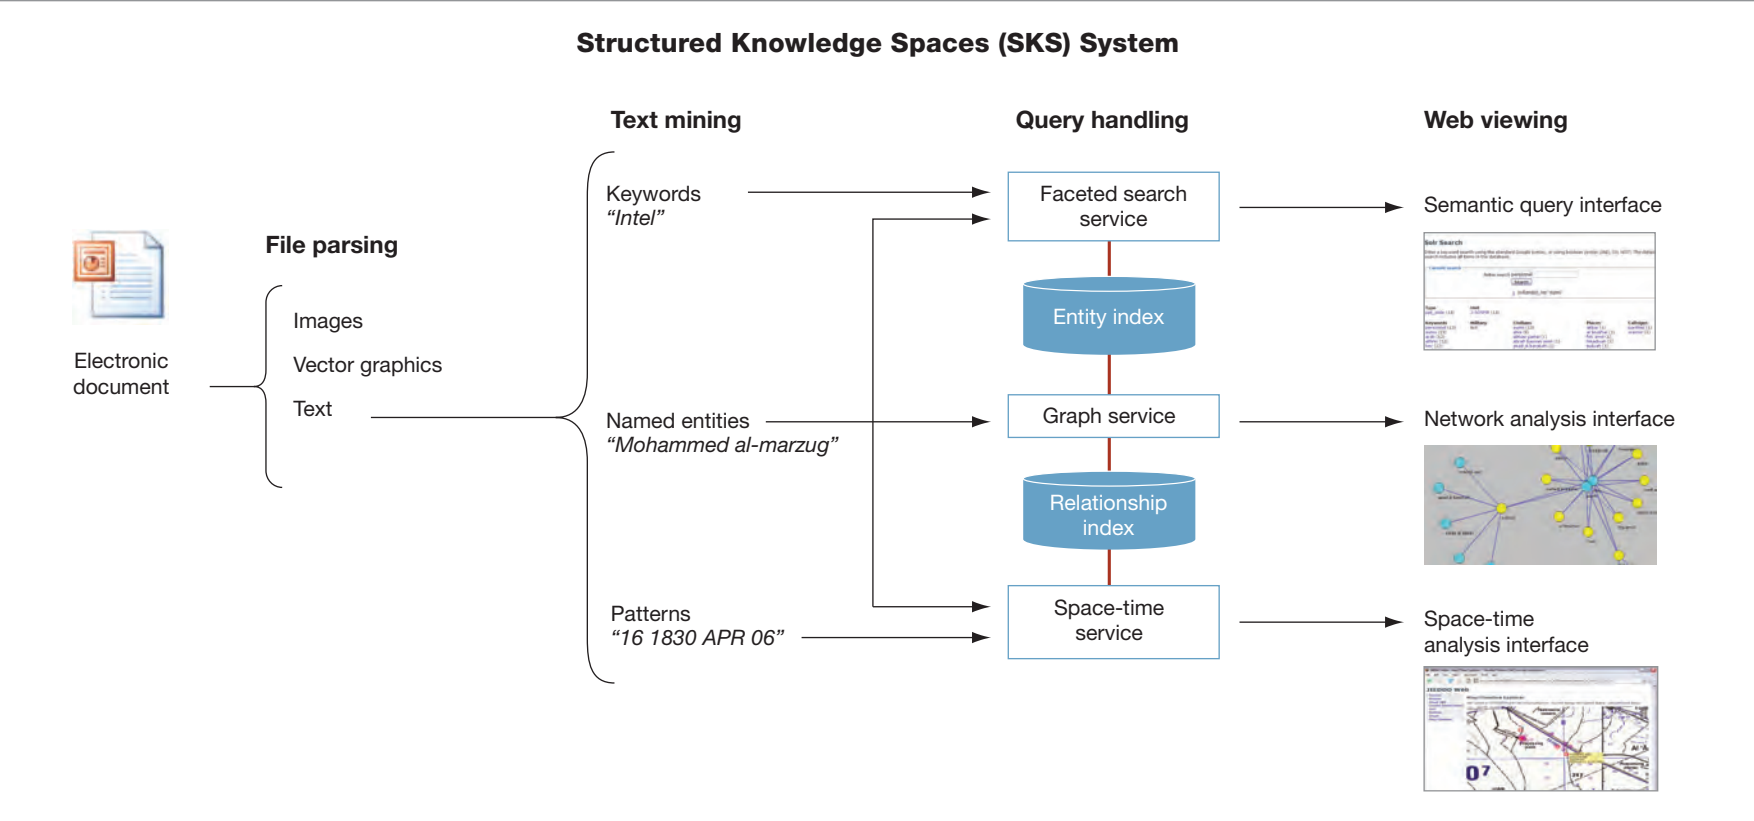 Structured Knowledge Spaces (SKS) System
Text mining
Query handling
Web viewing
Keywords
“Intel”
Faceted search
service
Semantic query interface
File parsing
Solr Search
Images
Vector graphics
Text
Electronic
document
Entity index
Named entities
“Mohammed al-marzug”
Graph service
Network analysis interface
Relationship
index
Patterns
“16 1830 APR 06”
Space-time
service
Space-time
analysis interface